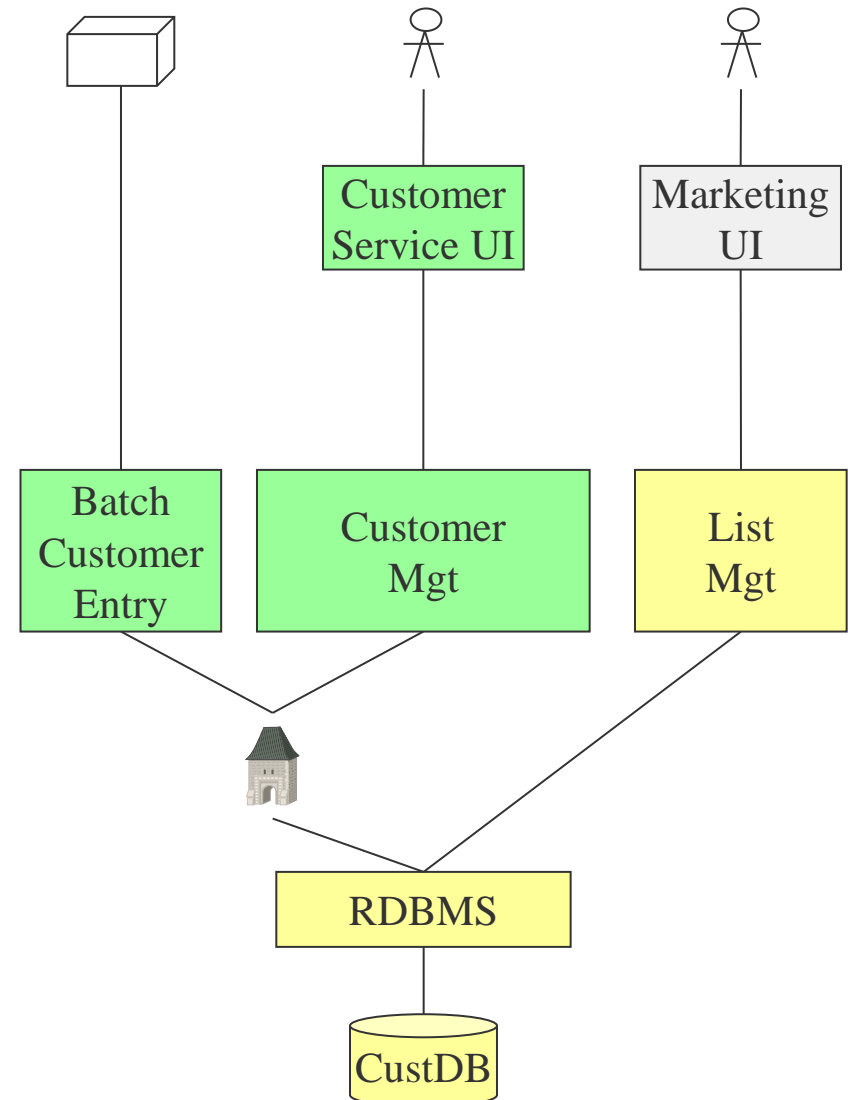 Customer
Service UI
Marketing
UI
Batch
Customer
Entry
Customer
Mgt
List
Mgt
RDBMS
CustDB